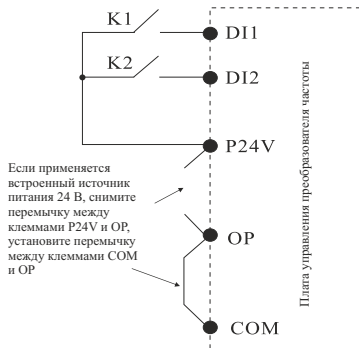 K1
DI1
K2
DI2
P24V
Если применяется
встроенный источник
питания 24 В, снимите
перемычку между
клеммами P24V и OP,
установите перемычку
между клеммами COM
и OP
OP
COM
Плата управления преобразователя частоты